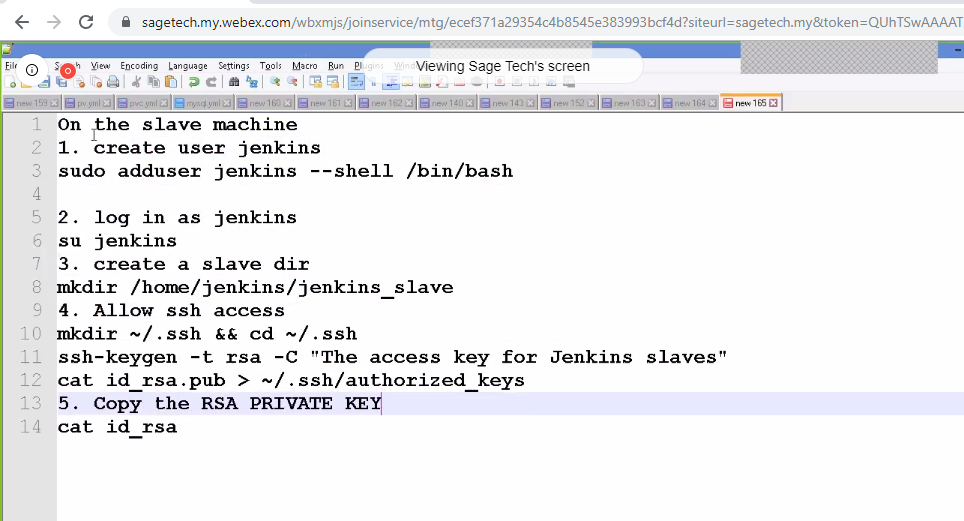 sagetech.my.webex.com/wbxmjs/joinservice/mtg/ecef371a29354c4b8545e383993bcf4d?siteurl=sagetech.my&token=QUhTSwAAAAT
Viewing Sage Tech's screen
View Encoding Language Settings Tools Macro Run
new 159 pv.yml pvc.yml mysql.yml new 160 new 161 new 162 new 140 new 143 new 152 new 163 new 164 new 165
1 On the slave machine
2 1. create user jenkins
3 sudo adduser jenkins --shell /bin/bash
4
5 2. log in as jenkins
6 su jenkins
7 3. create a slave dir
8 mkdir /home/jenkins/jenkins_slave
9 4. Allow ssh access
10 mkdir ~/.ssh && cd ~/.ssh
11 ssh-keygen -t rsa -C "The access key for Jenkins slaves"
12 cat id_rsa.pub > ~/.ssh/authorized_keys
13 5. Copy the RSA PRIVATE KEY
14 cat id_rsa